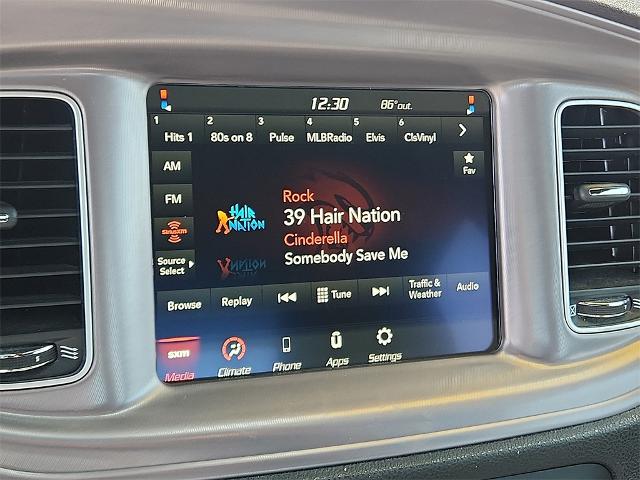 12:30 86°out.
1 2 3 4 5 6
Hits 1 80s on 8 Pulse MLBRadio Elvis ClsVinyl
AM
Fav
FM
Rock
HAIR NATION
39 Hair Nation
SiriusXM
Cinderella
Source Select
Somebody Save Me
Browse Replay Tune Traffic & Weather Audio
sxm
Media Climate Phone Apps Settings